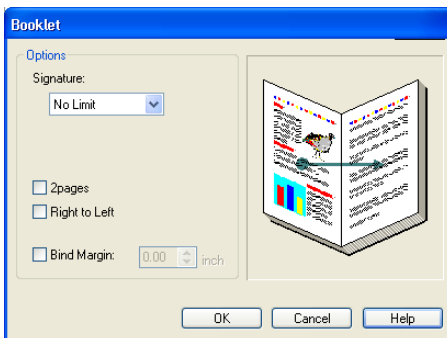 Booklet
Options
Signature:
No Limit
2pages
Right to Left
Bind Margin: 0.00 inch
OK Cancel Help